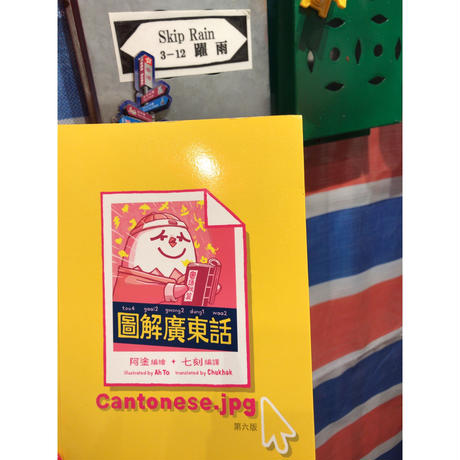 Skip Rain
3-12 躍雨
tou4 gaai2 gwong2 dung1 waa2
圖解廣東話
阿塗編繪 • 七刻編譯
Illustrated by Ah To translated by Chukhak
Cantonese.jpg
第六版